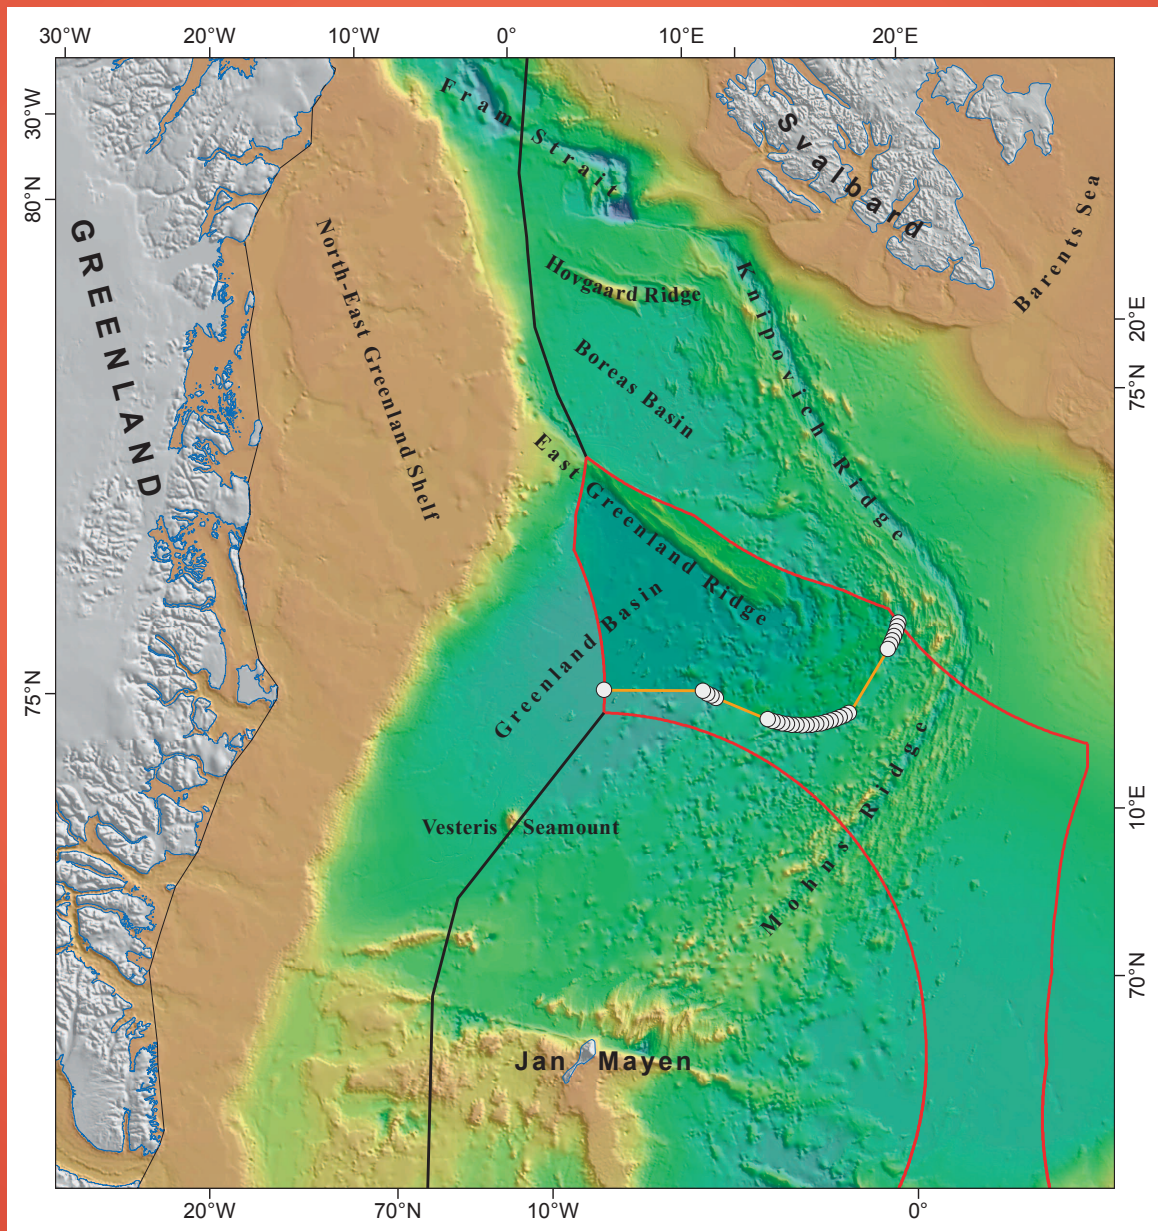 30°W 20°W 10°W 0° 10°E 20°E
30°W
80°N
75°N
20°E
75°N
10°E
70°N
Fram Strait
Svalbard
Barents Sea
GREENLAND
North-East Greenland Shelf
Hovgaard Ridge
Knipovich Ridge
Boreas Basin
East Greenland Ridge
Greenland Basin
Vesteris Seamount
Mohns Ridge
Jan Mayen
20°W 70°N 10°W 0°